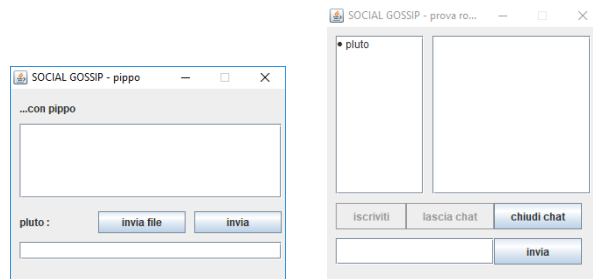 SOCIAL GOSSIP - pippo
...con pippo
pluto :
invia file
invia
SOCIAL GOSSIP - prova ro...
• pluto
iscriviti
lascia chat
chiudi chat
invia